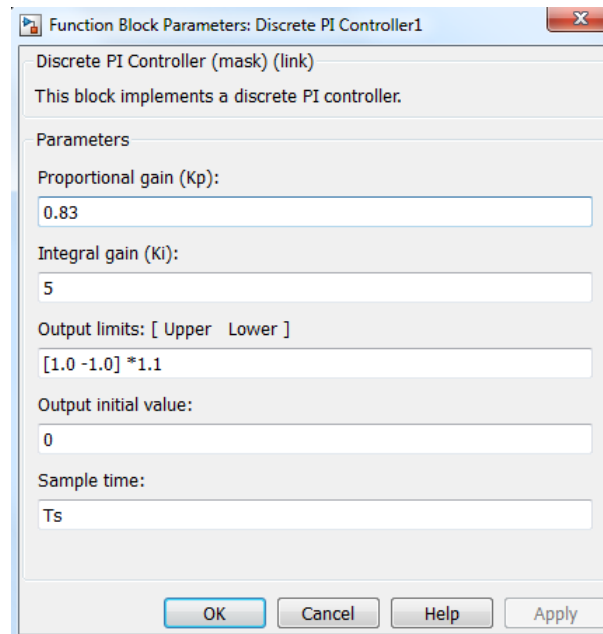 Function Block Parameters: Discrete PI Controller1
Discrete PI Controller (mask) (link)
This block implements a discrete PI controller.
Parameters
Proportional gain (Kp):
0.83
Integral gain (Ki):
5
Output limits: [ Upper   Lower ]
[1.0 -1.0] *1.1
Output initial value:
0
Sample time:
Ts
OK Cancel Help Apply